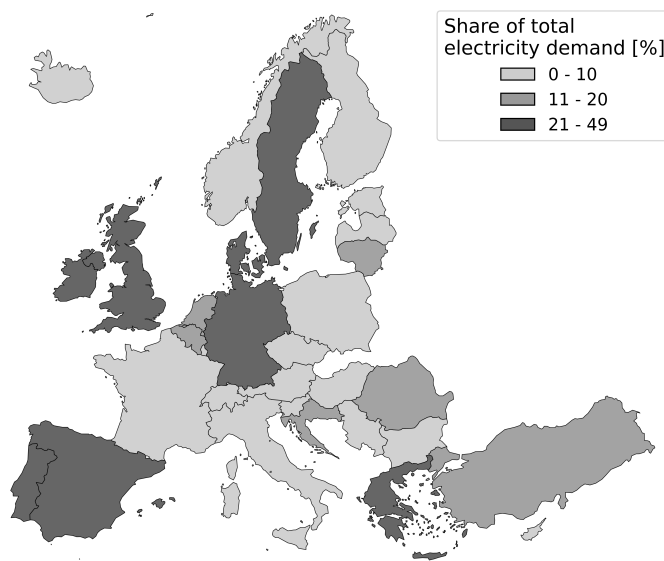 Share of total
electricity demand [%]
0 - 10
11 - 20
21 - 49